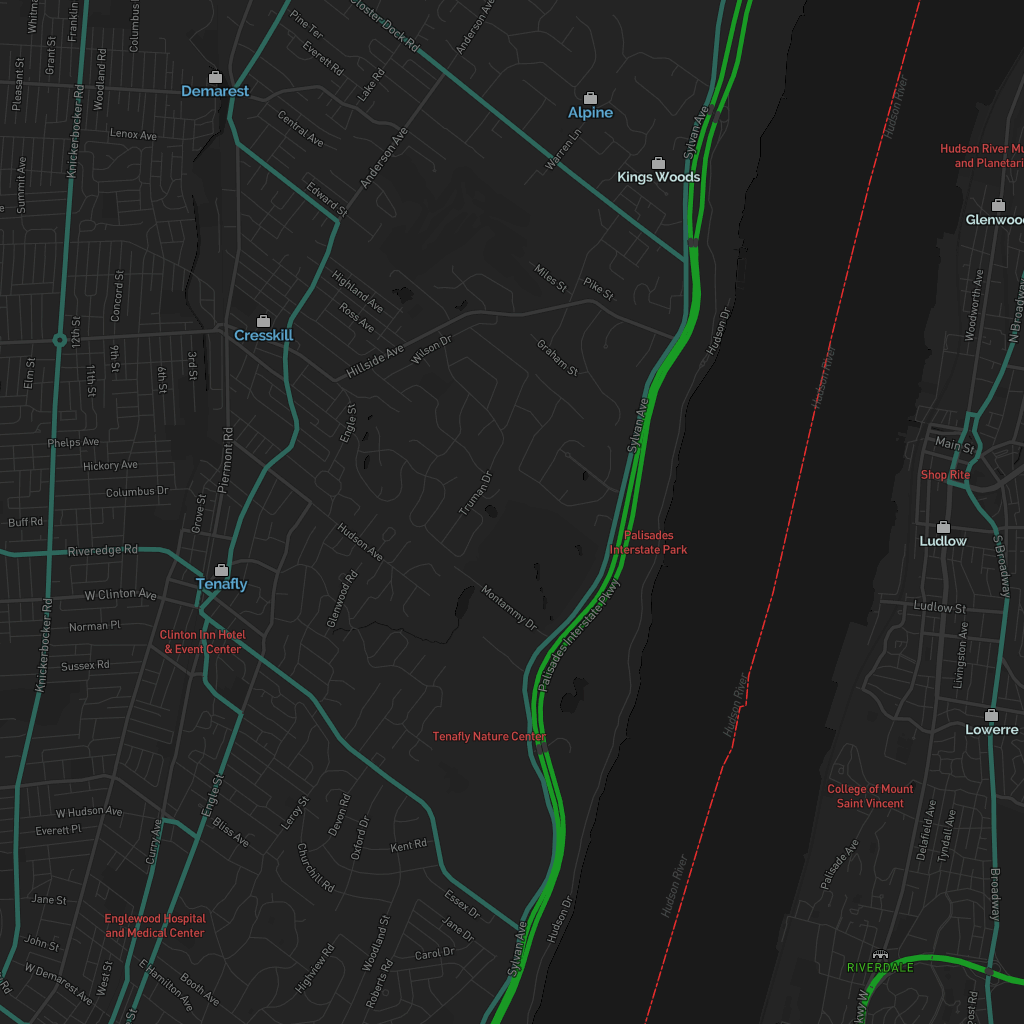 Closter Dock Rd
Anderson Ave
Pine Ter
Franklin
Columbus
Grant St
Everett Rd
Woodland Rd
Pleasant St
Lake Rd
Demarest
Alpine
Hudson River
Knickerbocker Rd
Central Ave
Lenox Ave
Sylvan Ave
Warren Ln
Anderson Ave
Hudson River Mu
and Planetari
Kings Woods
Summit Ave
Edward St
Glenwood
Miles St
Pike St
Highland Ave
Concord St
Ross Ave
Woodworth Ave
N Broadway
Hudson Dr
12th St
Cresskill
Wilson Dr
Hillside Ave
Graham St
9th St
3rd St
Elm St
11th St
6th St
Hudson River
Engle St
Sylvan Ave
Phelps Ave
Main St
Hickory Ave
Piermont Rd
Shop Rite
Columbus Dr
Truman Dr
Grove St
Buff Rd
Hudson Ave
Palisades
Interstate Park
Ludlow
Riveredge Rd
S Broadway
Tenafly
W Clinton Ave
Glenwood Rd
Montammy Dr
Ludlow St
Norman Pl
Clinton Inn Hotel
& Event Center
Palisades Interstate Pkwy
Livingston Ave
Knickerbocker Rd
Sussex Rd
Hudson River
Lowerre
Tenafly Nature Center
Engle St
College of Mount
Saint Vincent
W Hudson Ave
Leroy St
Devon Rd
Everett Pl
Bliss Ave
Oxford Dr
Curry Ave
Kent Rd
Delafield Ave
Tyndall Ave
Churchill Rd
Palisade Ave
Hudson River
Jane St
Essex Dr
Broadway
Englewood Hospital
and Medical Center
Jane Dr
Hudson Dr
John St
Woodland St
Carol Dr
Sylvan Ave
Highview Rd
RIVERDALE
W Demarest Ave
West St
E Hamilton Ave
Booth Ave
Roberts Rd